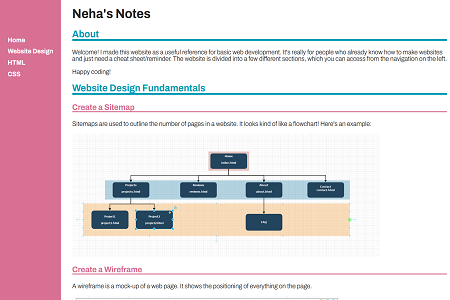 Neha's Notes
Home
Website Design
HTML
CSS
About
Welcome! I made this website as a useful reference for basic web development. It's really for people who already know how to make websites
and just need a cheat sheet/reminder. The website is divided into a few different sections, which you can access from the navigation on the left.
Happy coding!
Website Design Fundamentals
Create a Sitemap
Sitemaps are used to outline the number of pages in a website. It looks kind of like a flowchart! Here's an example:
Home
index.html
Projects
projects.html
Reviews
reviews.html
About
about.html
Contact
contact.html
Project1
project1.html
Project2
project2.html
Create a Wireframe
A wireframe is a mock-up of a web page. It shows the positioning of everything on the page.